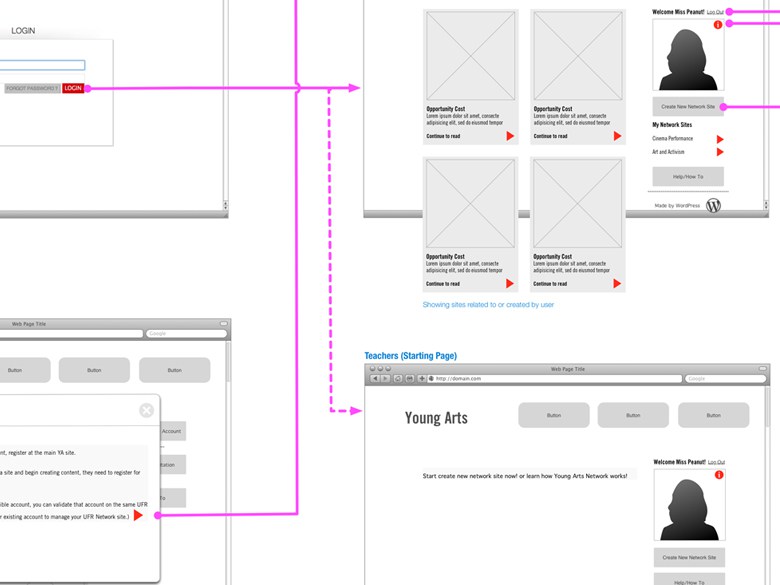 LOGIN
FORGOT PASSWORD ?
LOGIN
Opportunity Cost
Lorem ipsum dolor sit amet, consecte
adipisicing elit, sed do eiusmod tempor
Continue to read
Opportunity Cost
Lorem ipsum dolor sit amet, consecte
adipisicing elit, sed do eiusmod tempor
Continue to read
Welcome Miss Peanut! Log Out
i
Create New Network Site
My Network Sites
Cinema Performance
Art and Activism
Help/How To
Made by WordPress
W
Opportunity Cost
Lorem ipsum dolor sit amet, consecte
adipisicing elit, sed do eiusmod tempor
Continue to read
Opportunity Cost
Lorem ipsum dolor sit amet, consecte
adipisicing elit, sed do eiusmod tempor
Continue to read
Showing sites related to or created by user
Web Page Title
Google
Button
Button
Button
Account
nt, register at the main YA site.
a site and begin creating content, they need to register for
ible account, you can validate that account on the same UFR
r existing account to manage your UFR Network site.)
Teachers (Starting Page)
Web Page Title
http://domain.com
Google
Young Arts
Button
Button
Button
Welcome Miss Peanut! Log Out
i
Start create new network site now! or learn how Young Arts Network works!
Create New Network Site
Help/How To